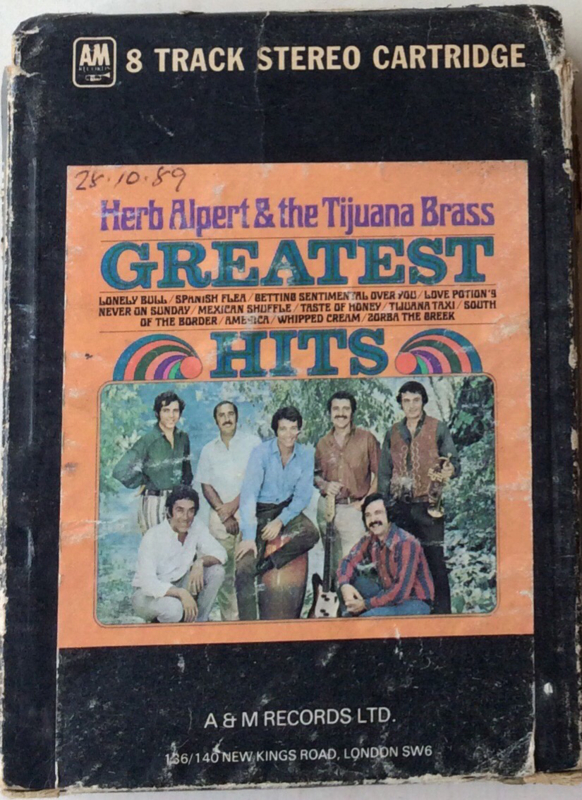 AM
RECORDS
8 TRACK STEREO CARTRIDGE
28·10·89
Herb Alpert & the Tijuana Brass
GREATEST
LONELY BULL / SPANISH FLEA / GETTING SENTIMENTAL OVER YOU / LOVE POTION '9
NEVER ON SUNDAY / MEXICAN SHUFFLE / TASTE OF HONEY / TIJUANA TAXI / SOUTH
OF THE BORDER / AMERICA / WHIPPED CREAM / ZORBA THE GREEK
HITS
A & M RECORDS LTD.
136/140 NEW KINGS ROAD, LONDON SW6